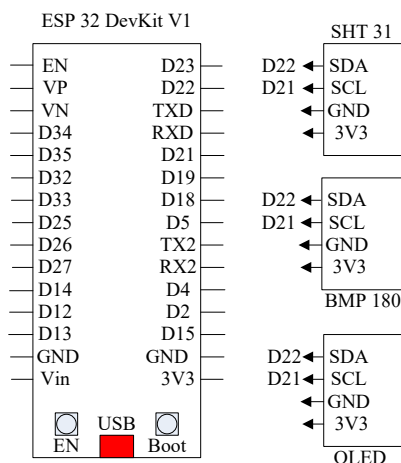 ESP 32 DevKit V1
EN D23
VP D22
VN TXD
D34 RXD
D35 D21
D32 D19
D33 D18
D25 D5
D26 TX2
D27 RX2
D14 D4
D12 D2
D13 D15
GND GND
Vin 3V3
USB
EN Boot
SHT 31
D22 SDA
D21 SCL
GND
3V3
D22 SDA
D21 SCL
GND
3V3
BMP 180
D22 SDA
D21 SCL
GND
3V3
OLED